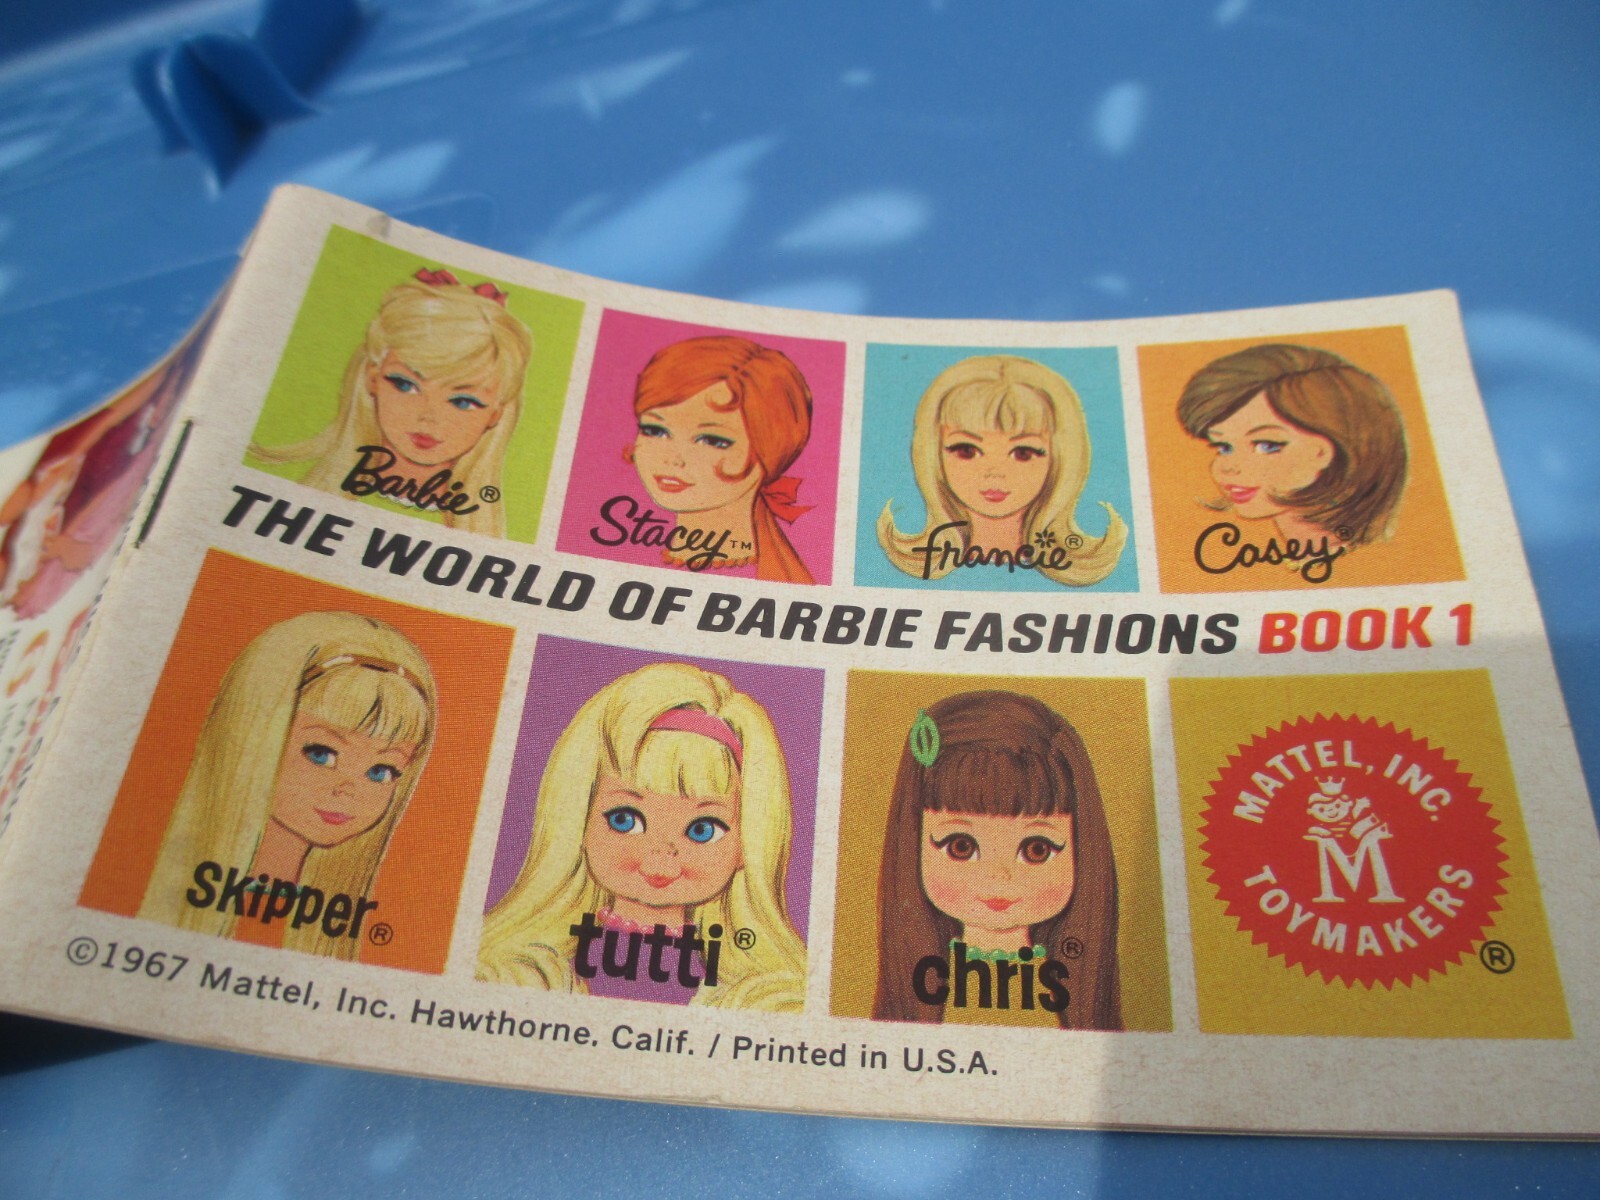 Barbie®
Stacey™
Francie®
Casey®
THE WORLD OF BARBIE FASHIONS BOOK 1
Skipper®
tutti®
chris®
MATTEL, INC.
M
TOYMAKERS
®
©1967 Mattel, Inc. Hawthorne. Calif. / Printed in U.S.A.